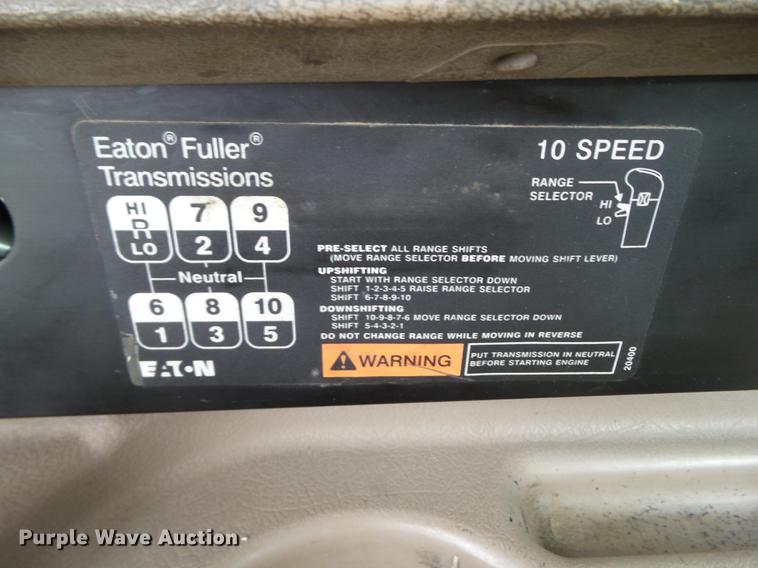 Eaton® Fuller®
Transmissions
10 SPEED
RANGE
SELECTOR
HI
LO
HI 7 9
R
LO 2 4
Neutral
6 8 10
1 3 5
PRE-SELECT ALL RANGE SHIFTS
(MOVE RANGE SELECTOR BEFORE MOVING SHIFT LEVER)
UPSHIFTING
START WITH RANGE SELECTOR DOWN
SHIFT 1-2-3-4-5 RAISE RANGE SELECTOR
SHIFT 6-7-8-9-10
DOWNSHIFTING
SHIFT 10-9-8-7-6 MOVE RANGE SELECTOR DOWN
SHIFT 5-4-3-2-1
DO NOT CHANGE RANGE WHILE MOVING IN REVERSE
WARNING
PUT TRANSMISSION IN NEUTRAL
BEFORE STARTING ENGINE
20400
EATON
Purple Wave Auction